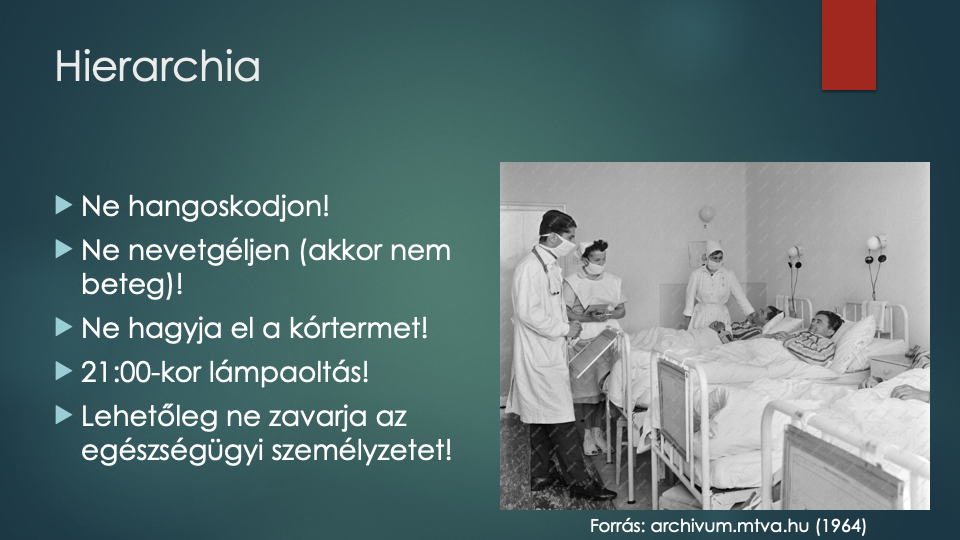 Hierarchia
Ne hangoskodjon!
Ne nevetgéljen (akkor nem
beteg)!
Ne hagyja el a kórtermet!
21:00-kor lámpaoltás!
Lehetőleg ne zavarja az
egészségügyi személyzetet!
Forrás: archivum.mtva.hu (1964)